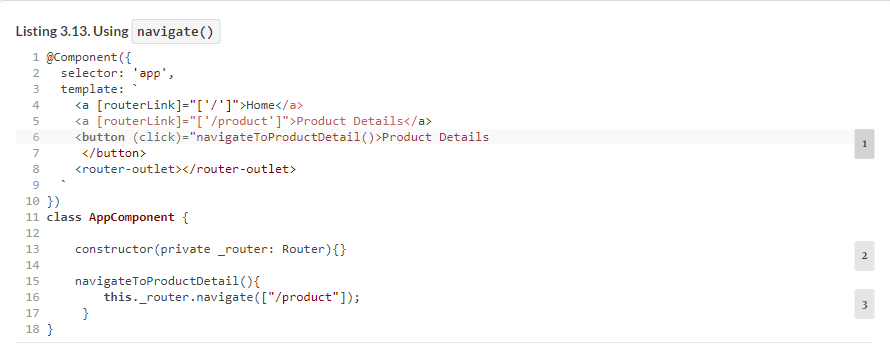 Listing 3.13. Using navigate()
1 @Component({
2   selector: 'app',
3   template: `
4     <a [routerLink]="['/']">Home</a>
5     <a [routerLink]="['/product']">Product Details</a>
6     <button (click)="navigateToProductDetail()>Product Details 1
7      </button>
8     <router-outlet></router-outlet>
9   `
10 })
11 class AppComponent {
12
13     constructor(private _router: Router){} 2
14
15     navigateToProductDetail(){
16         this._router.navigate(["/product"]); 3
17      }
18 }